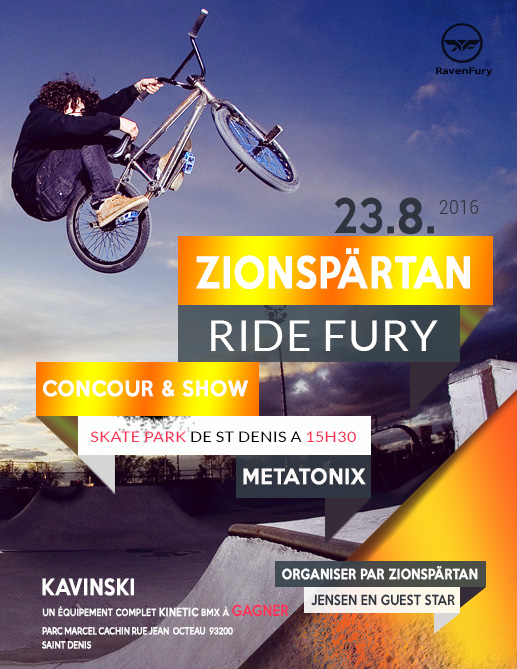 RavenFury
23.8. 2016
ZIONSPÄRTAN
RIDE FURY
CONCOUR & SHOW
SKATE PARK DE ST DENIS A 15H30
METATONIX
ORGANISER PAR ZIONSPÄRTAN
JENSEN EN GUEST STAR
KAVINSKI
UN ÉQUIPEMENT COMPLET KINETIC BMX À GAGNER
PARC MARCEL CACHIN RUE JEAN OCTEAU 93200
SAINT DENIS